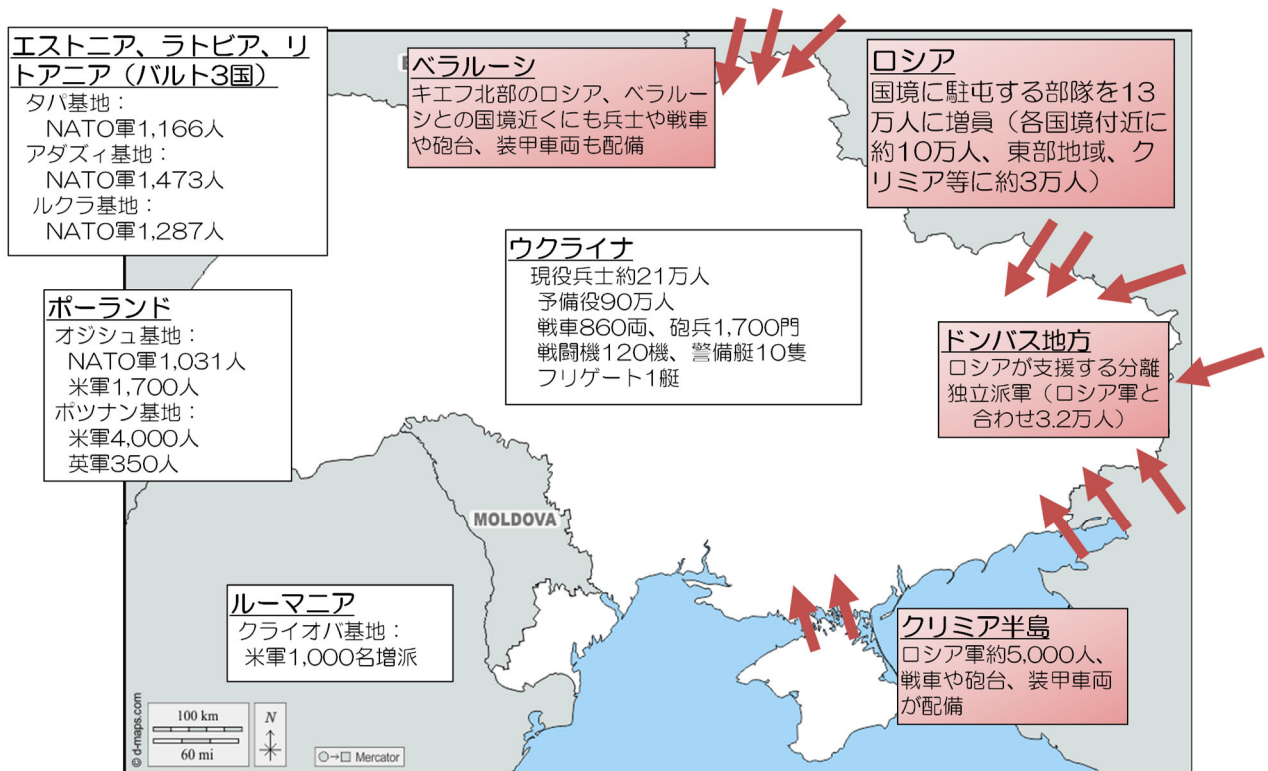 エストニア、ラトビア、リ
トアニア（バルト3国）
タパ基地：
NATO軍1,166人
アダズィ基地：
NATO軍1,473人
ルクラ基地：
NATO軍1,287人
ベラルーシ
キエフ北部のロシア、ベラルー
シとの国境近くにも兵士や戦車
や砲台、装甲車両も配備
ロシア
国境に駐屯する部隊を13
万人に増員（各国境付近に
約10万人、東部地域、ク
リミア等に約3万人）
ウクライナ
現役兵士約21万人
予備役90万人
戦車860両、砲兵1,700門
戦闘機120機、警備艇10隻
フリゲート1艇
ポーランド
オジシュ基地：
NATO軍1,031人
米軍1,700人
ポツナン基地：
米軍4,000人
英軍350人
ドンバス地方
ロシアが支援する分離
独立派軍（ロシア軍と
合わせ3.2万人）
MOLDOVA
ルーマニア
クライオバ基地：
米軍1,000名増派
クリミア半島
ロシア軍約5,000人、
戦車や砲台、装甲車両
が配備
© d-maps.com
100 km
60 mi
N
○→□ Mercator